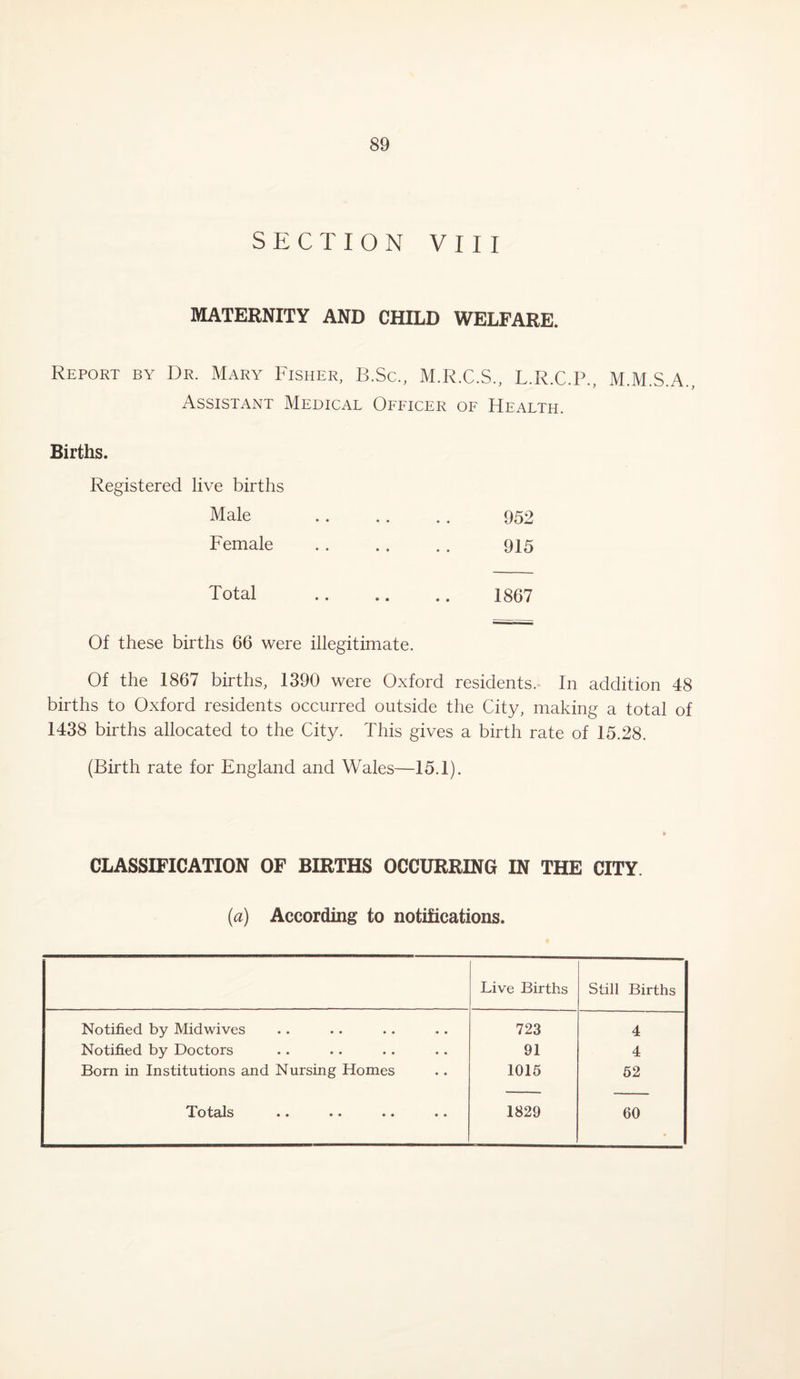 89
SECTION VIII
MATERNITY AND CHILD WELFARE.
Report by Dr. Mary Fisher, B.Sc., M.R.C.S., L.R.C.P., M.M.S.A.,
Assistant Medical Officer of Health.
Births.
Registered live births
Male .. .. .. 952
Female .. .. .. 915
Total .. .. .. 1867
Of these births 66 were illegitimate.
Of the 1867 births, 1390 were Oxford residents. In addition 48
births to Oxford residents occurred outside the City, making a total of
1438 births allocated to the City. This gives a birth rate of 15.28.
(Birth rate for England and Wales—15.1).
CLASSIFICATION OF BIRTHS OCCURRING IN THE CITY.
(a) According to notifications.
Live Births Still Births
Notified by Midwives .. .. .. .. 723 4
Notified by Doctors .. .. .. .. 91 4
Born in Institutions and Nursing Homes .. 1015 52
Totals .. .. .. .. 1829 60